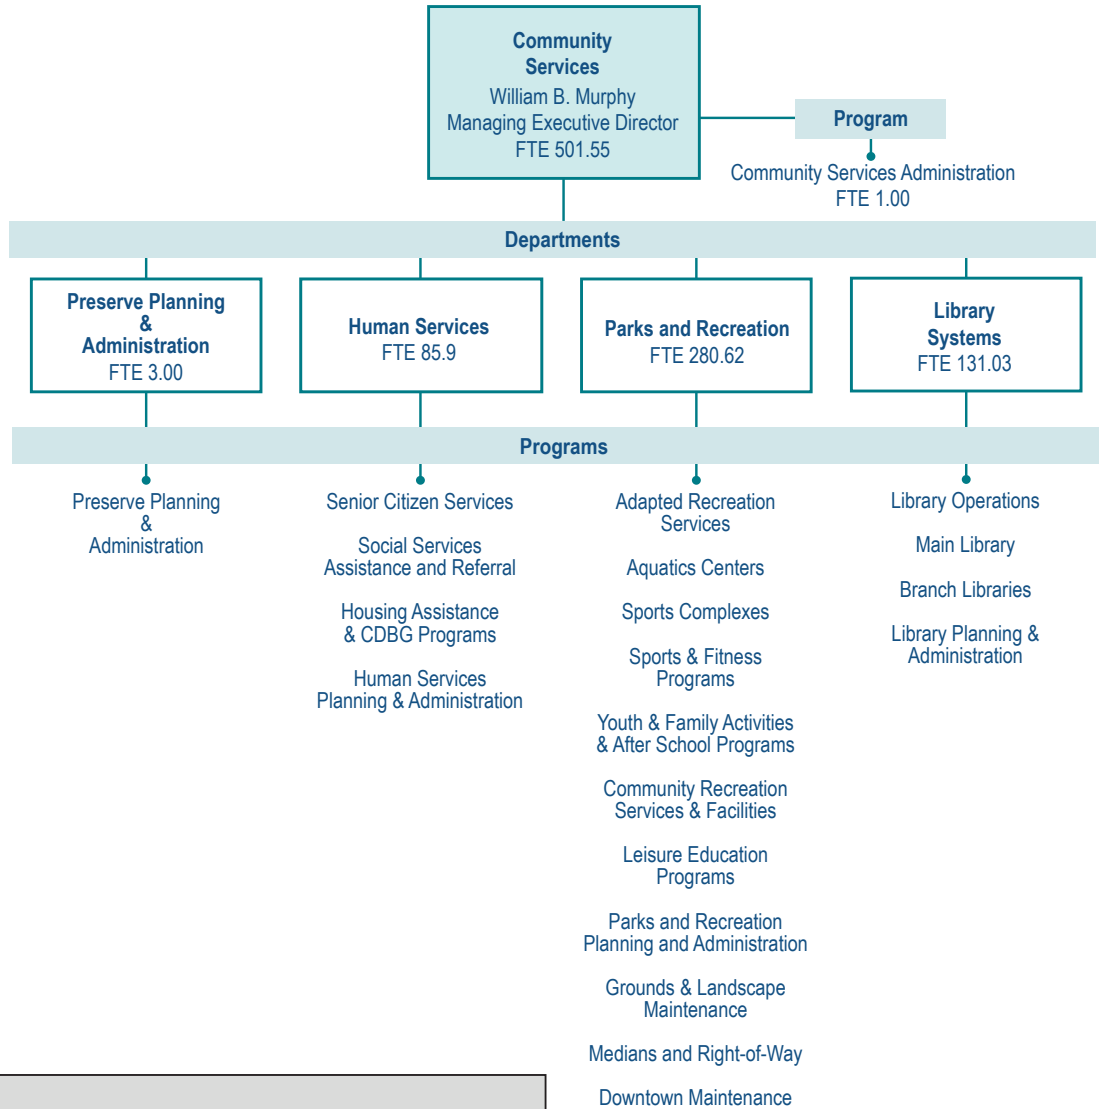 Community
Services
William B. Murphy
Managing Executive Director
FTE 501.55
Program
Community Services Administration
FTE 1.00
Departments
Preserve Planning
&
Administration
FTE 3.00
Human Services
FTE 85.9
Parks and Recreation
FTE 280.62
Library
Systems
FTE 131.03
Programs
Preserve Planning
&
Administration
Senior Citizen Services
Social Services
Assistance and Referral
Housing Assistance
& CDBG Programs
Human Services
Planning & Administration
Adapted Recreation
Services
Aquatics Centers
Sports Complexes
Sports & Fitness
Programs
Youth & Family Activities
& After School Programs
Community Recreation
Services & Facilities
Leisure Education
Programs
Parks and Recreation
Planning and Administration
Grounds & Landscape
Maintenance
Medians and Right-of-Way
Downtown Maintenance
Library Operations
Main Library
Branch Libraries
Library Planning &
Administration